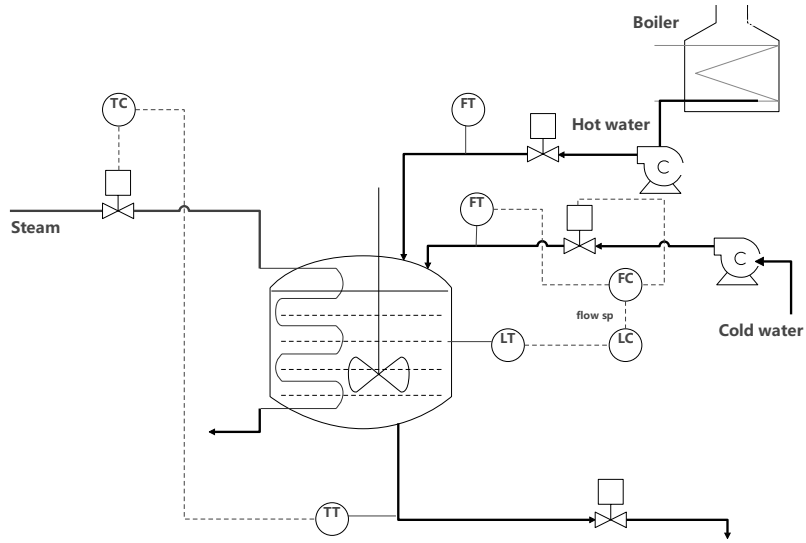 Boiler
TC
FT
Hot water
C
FT
Steam
C
FC
flow sp
LT
LC
Cold water
TT